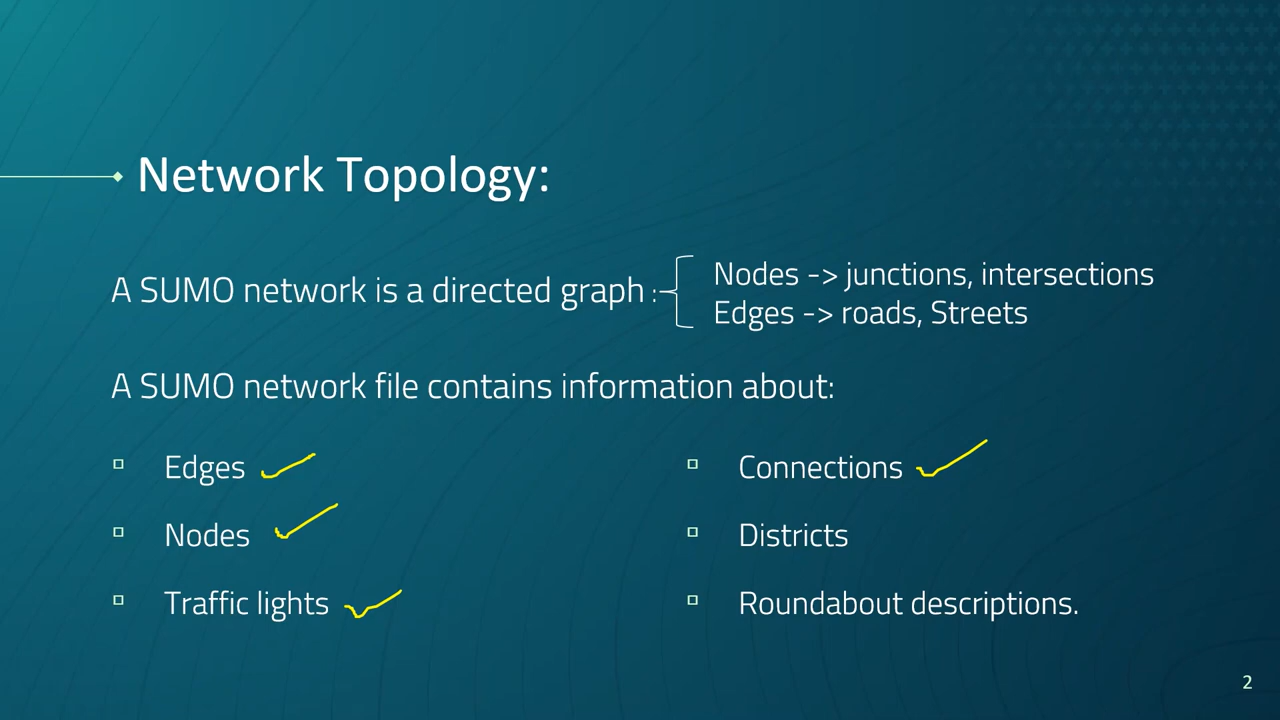 Network Topology:
A SUMO network is a directed graph :
Nodes -> junctions, intersections
Edges -> roads, Streets
A SUMO network file contains information about:
Edges
Nodes
Traffic lights
Connections
Districts
Roundabout descriptions.
2